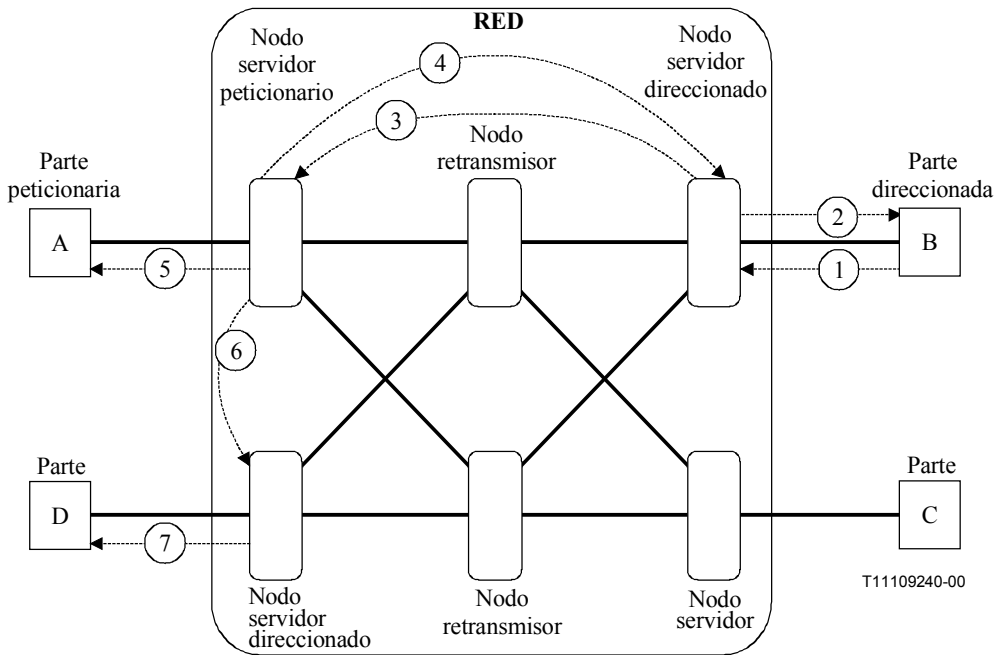 RED
Nodo
servidor
peticionario
4
Nodo
servidor
direccionado
3
Nodo
retransmisor
Parte
peticionaria
Parte
direccionada
A
2
B
5
1
6
Parte
D
Parte
C
7
T11109240-00
Nodo
servidor
direccionado
Nodo
retransmisor
Nodo
servidor